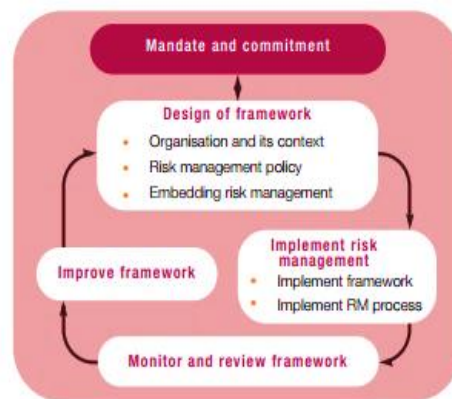 Mandate and commitment
Design of framework
• Organisation and its context
• Risk management policy
• Embedding risk management
Implement risk
management
• Implement framework
• Implement RM process
Improve framework
Monitor and review framework